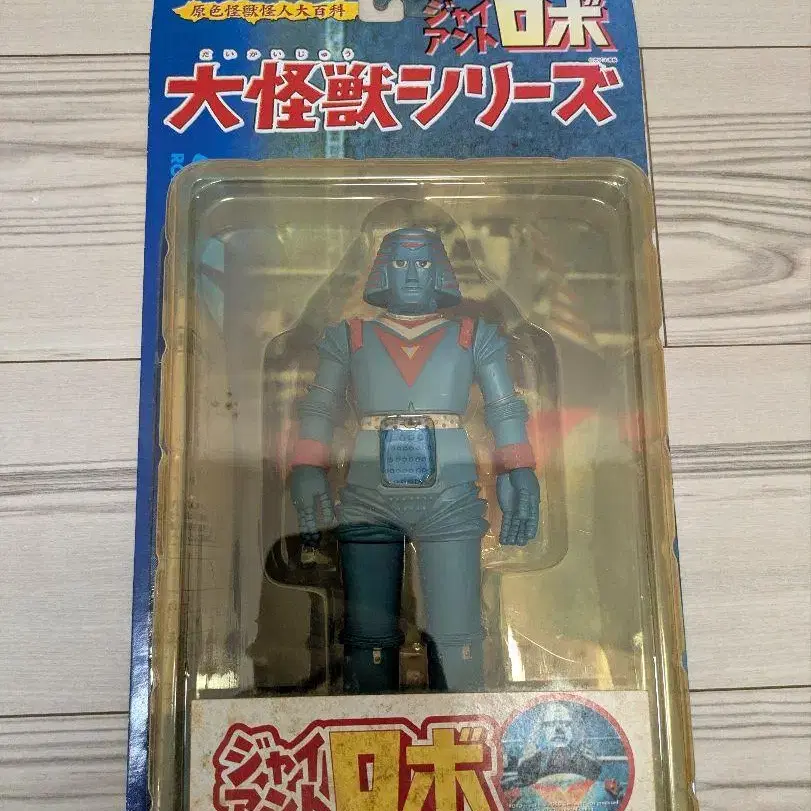 原色怪獣怪人大百科
ジャイ
アント ロボ
だいかいじゅう
大怪獣シリーズ
ジャイ
アント ロボ